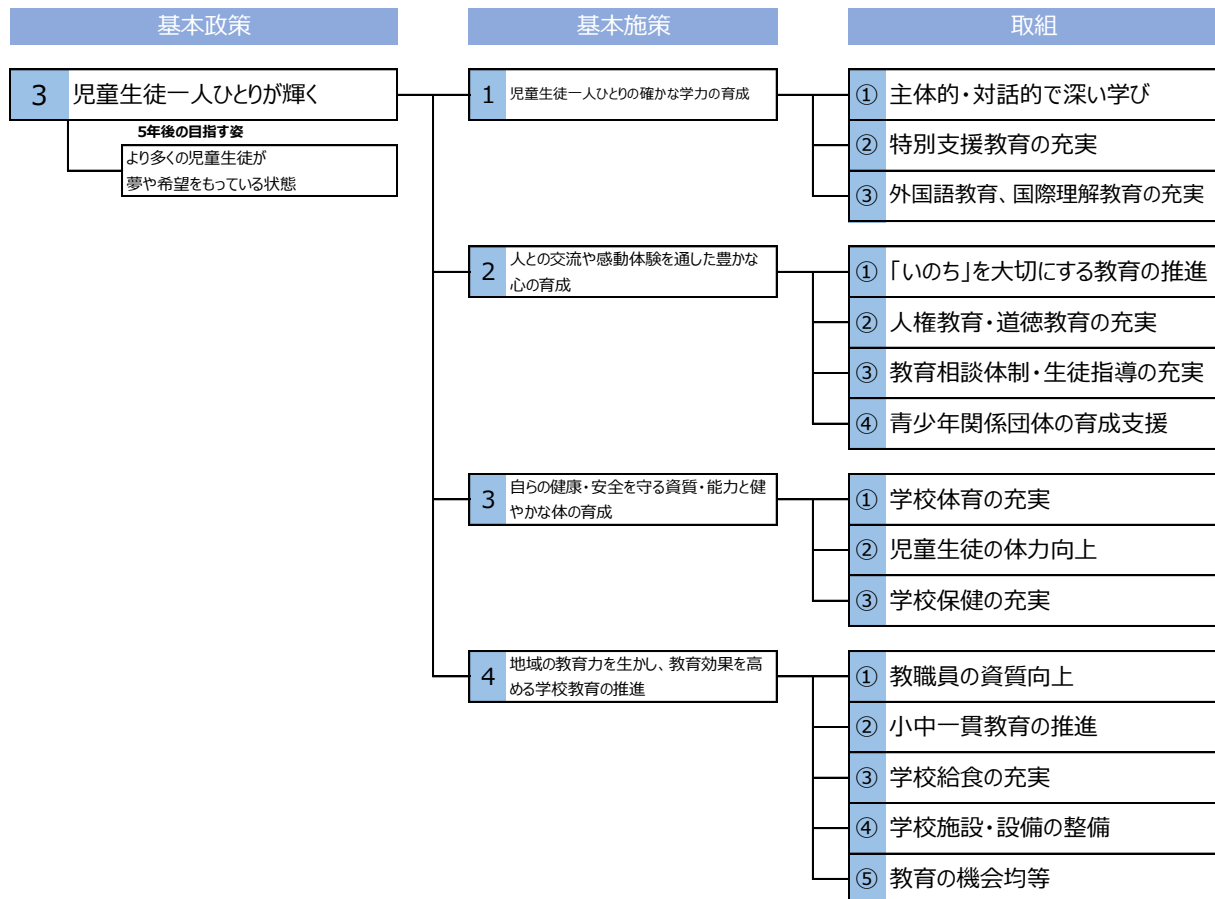 基本政策
基本施策
取組
3 児童生徒一人ひとりが輝く
5年後の目指す姿
より多くの児童生徒が
夢や希望をもっている状態
1 児童生徒一人ひとりの確かな学力の育成
① 主体的・対話的で深い学び
② 特別支援教育の充実
③ 外国語教育、国際理解教育の充実
2 人との交流や感動体験を通した豊かな
心の育成
① 「いのち」を大切にする教育の推進
② 人権教育・道徳教育の充実
③ 教育相談体制・生徒指導の充実
④ 青少年関係団体の育成支援
3 自らの健康・安全を守る資質・能力と健
やかな体の育成
① 学校体育の充実
② 児童生徒の体力向上
③ 学校保健の充実
4 地域の教育力を生かし、教育効果を高
める学校教育の推進
① 教職員の資質向上
② 小中一貫教育の推進
③ 学校給食の充実
④ 学校施設・設備の整備
⑤ 教育の機会均等